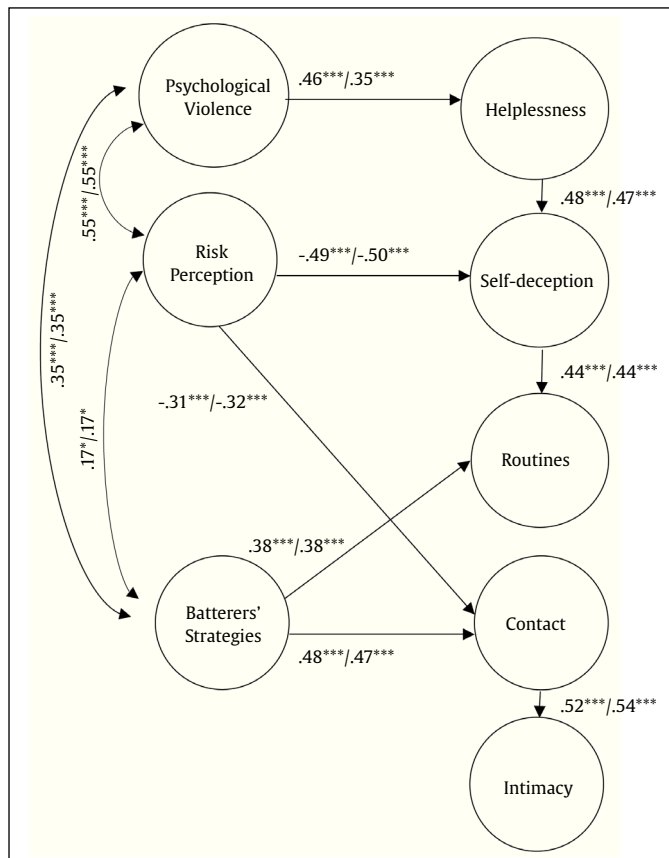 .46***/.35***
Psychological
Violence
Helplessness
.55***/.55***
.48***/.47***
Risk
Perception
-.49***/-.50***
Self-deception
.35***/.35***
.44***/.44***
-.31***/-.32***
.17*/.17*
Routines
.38***/.38***
Batterers'
Strategies
Contact
.48***/.47***
.52***/.54***
Intimacy